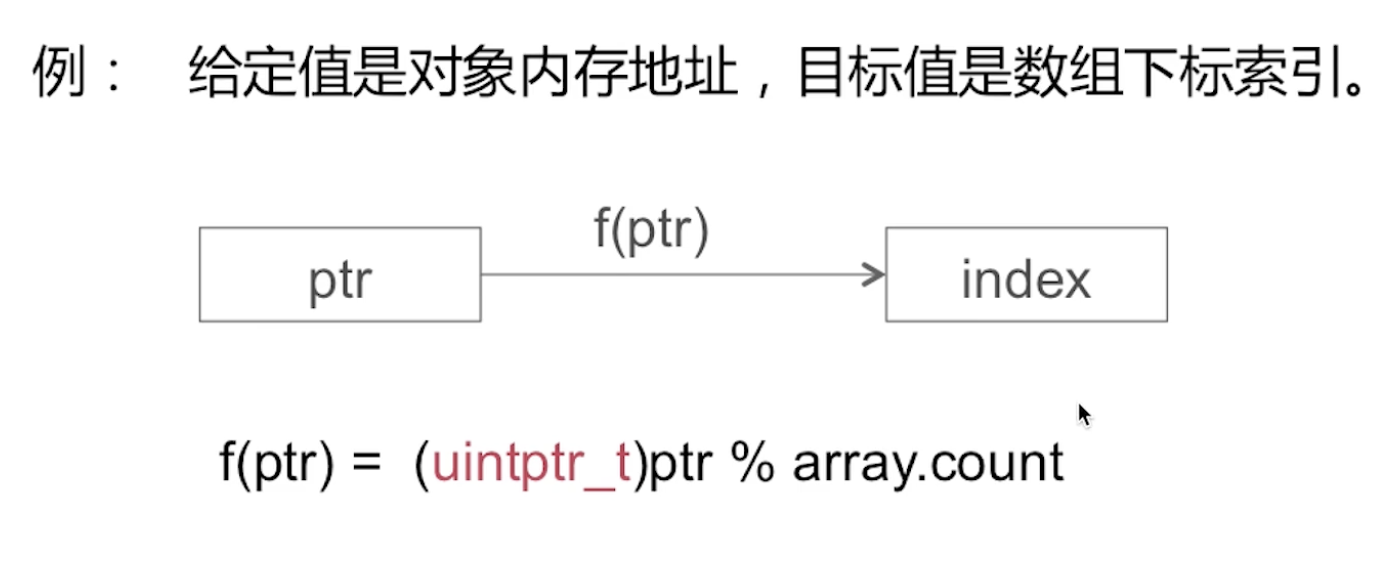 例： 给定值是对象内存地址，目标值是数组下标索引。
f(ptr)
ptr
index
f(ptr) = (uintptr_t)ptr % array.count